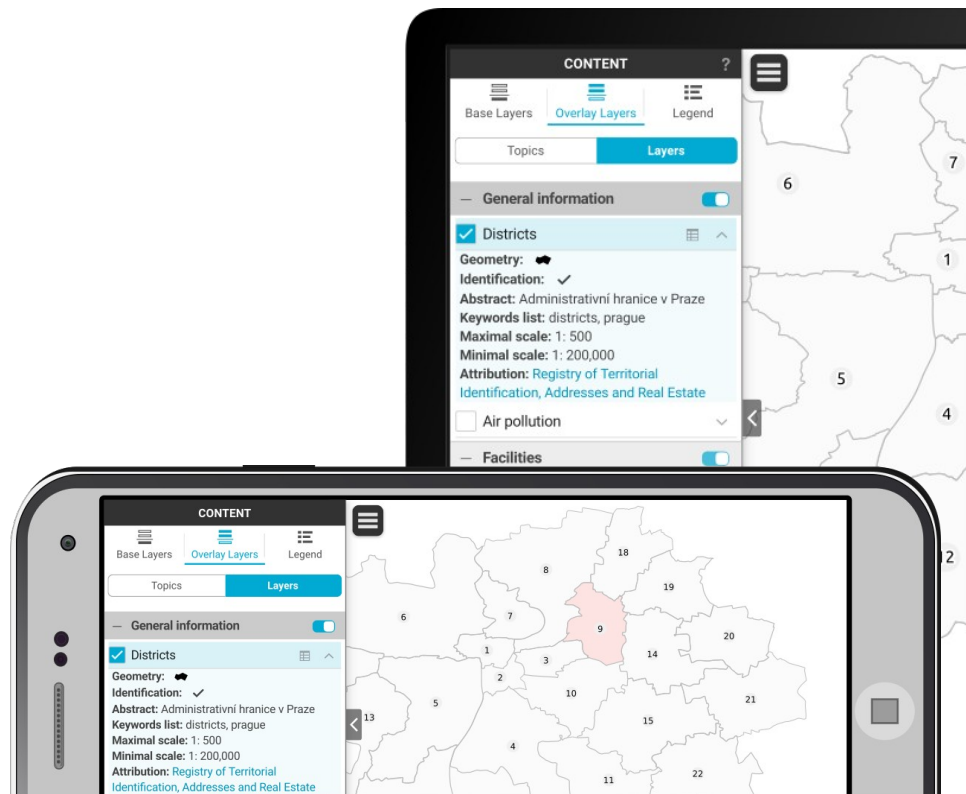 CONTENT ?
Base Layers Overlay Layers Legend
Topics Layers
– General information
Districts
Geometry:
Identification:
Abstract: Administrativní hranice v Praze
Keywords list: districts, prague
Maximal scale: 1: 500
Minimal scale: 1: 200,000
Attribution: Registry of Territorial
Identification, Addresses and Real Estate
Air pollution
– Facilities
7
6
1
5
4
12
CONTENT
Base Layers Overlay Layers Legend
Topics Layers
– General information
Districts
Geometry:
Identification:
Abstract: Administrativní hranice v Praze
Keywords list: districts, prague
Maximal scale: 1: 500
Minimal scale: 1: 200,000
Attribution: Registry of Territorial
Identification, Addresses and Real Estate
18
8
19
6 7
9
20
1
14
3
2
10
21
5
13
15
4
22
11